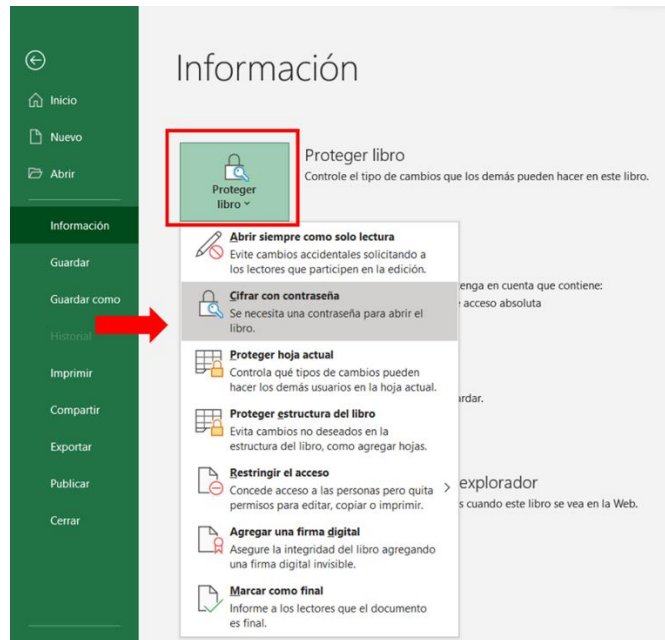 Información
Inicio
Nuevo
Abrir
Información
Guardar
Guardar como
Historial
Imprimir
Compartir
Exportar
Publicar
Cerrar
Proteger libro
Proteger libro
Controle el tipo de cambios que los demás pueden hacer en este libro.
Abrir siempre como solo lectura
Evite cambios accidentales solicitando a
los lectores que participen en la edición.
Cifrar con contraseña
Se necesita una contraseña para abrir el
libro.
Proteger hoja actual
Controla qué tipos de cambios pueden
hacer los demás usuarios en la hoja actual.
Proteger estructura del libro
Evita cambios no deseados en la
estructura del libro, como agregar hojas.
Restringir el acceso
Concede acceso a las personas pero quita
permisos para editar, copiar o imprimir.
Agregar una firma digital
Asegure la integridad del libro agregando
una firma digital invisible.
Marcar como final
Informe a los lectores que el documento
es final.
enga en cuenta que contiene:
acceso absoluta
rdar.
explorador
s cuando este libro se vea en la Web.